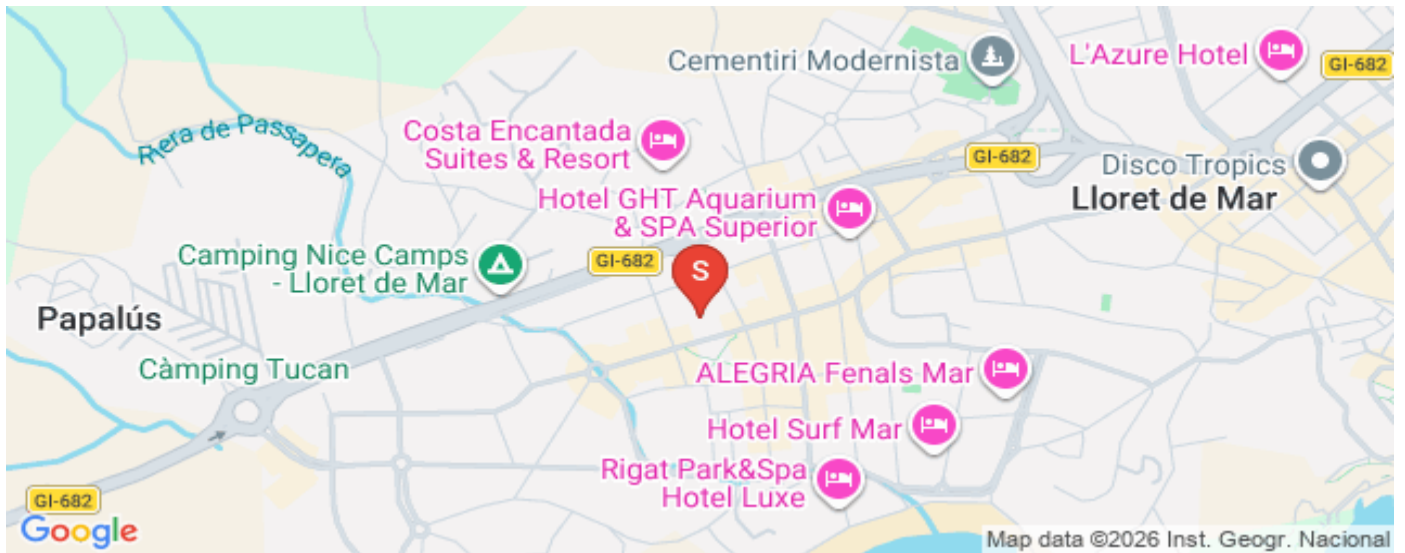 Cementiri Modernista
L'Azure Hotel
GI-682
Riera de Passapera
Costa Encantada
Suites & Resort
GI-682
Disco Tropics
Lloret de Mar
Hotel GHT Aquarium
& SPA Superior
Camping Nice Camps
- Lloret de Mar
GI-682
S
Papalús
Càmping Tucan
ALEGRIA Fenals Mar
Hotel Surf Mar
Rigat Park&Spa
Hotel Luxe
GI-682
Google
Map data ©2026 Inst. Geogr. Nacional